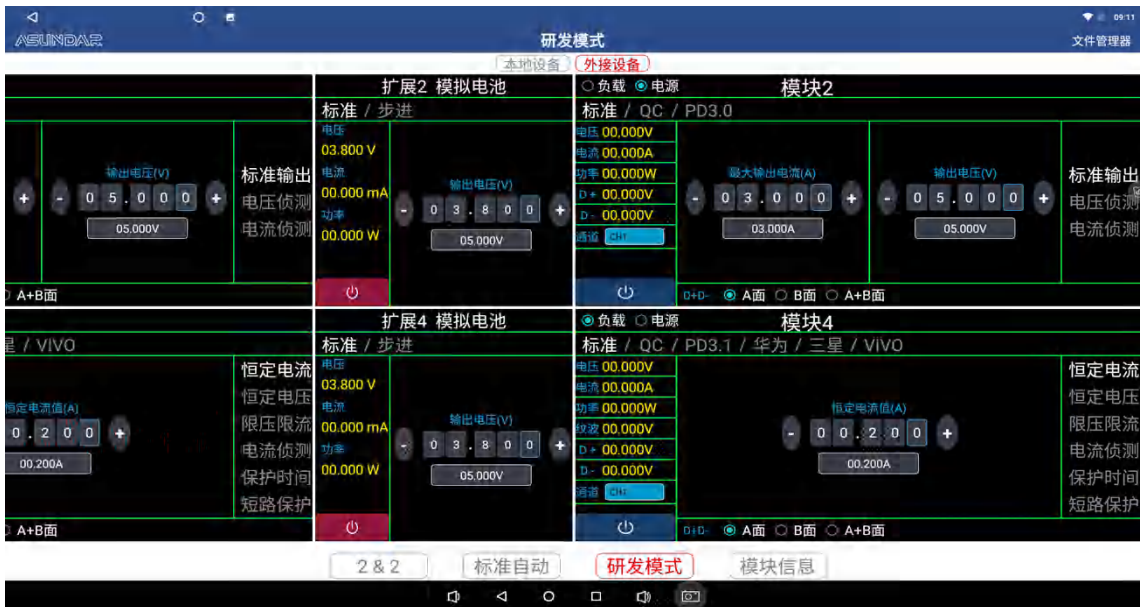 09:11
ASUNDAR
研发模式
文件管理器
本地设备
外接设备
输出电压(V)
0 5 . 0 0 0
05.000V
标准输出
电压侦测
电流侦测
A+B面
扩展2 模拟电池
标准 / 步进
电压
03.800 V
电流
00.000 mA
功率
00.000 W
输出电压(V)
0 3 . 8 0 0
05.000V
负载 电源
模块2
标准 / QC / PD3.0
电压 00.000V
电流 00.000A
功率 00.000W
D+ 00.000V
D- 00.000V
通道 CH1
最大输出电流(A)
0 3 . 0 0 0
03.000A
输出电压(V)
0 5 . 0 0 0
05.000V
标准输出
电压侦测
电流侦测
D+D- A面 B面 A+B面
星 / VIVO
恒定电流值(A)
0 . 2 0 0
00.200A
恒定电流
恒定电压
限压限流
电流侦测
保护时间
短路保护
A+B面
扩展4 模拟电池
标准 / 步进
电压
03.800 V
电流
00.000 mA
功率
00.000 W
输出电压(V)
0 3 . 8 0 0
05.000V
负载 电源
模块4
标准 / QC / PD3.1 / 华为 / 三星 / VIVO
电压 00.000V
电流 00.000A
功率 00.000W
纹波 00.000V
D+ 00.000V
D- 00.000V
通道 CH1
恒定电流值(A)
0 0 . 2 0 0
00.200A
恒定电流
恒定电压
限压限流
电流侦测
保护时间
短路保护
D+D- A面 B面 A+B面
2 & 2
标准自动
研发模式
模块信息